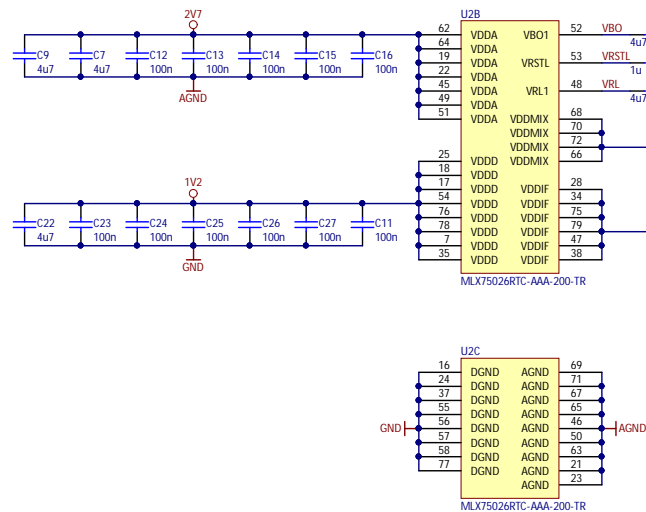 2V7
C9 C7 C12 C13 C14 C15 C16
4u7 4u7 100n 100n 100n 100n 100n
AGND
1V2
C22 C23 C24 C25 C26 C27 C11
4u7 100n 100n 100n 100n 100n 100n
GND
U2B
62 VDDA VBO1 52 VBO
4u7
64 VDDA
19 VDDA VRSTL 53 VRSTL
1u
22 VDDA
45 VDDA VRL1 48 VRL
4u7
49 VDDA
51 VDDA VDDMIX 68
VDDMIX 70
VDDMIX 72
25 VDDD VDDMIX 66
18 VDDD
17 VDDD VDDIF 28
54 VDDD VDDIF 34
76 VDDD VDDIF 75
78 VDDD VDDIF 79
7 VDDD VDDIF 47
35 VDDD VDDIF 38
MLX75026RTC-AAA-200-TR
U2C
16 DGND AGND 69
24 DGND AGND 71
37 DGND AGND 67
55 DGND AGND 65
GND 56 DGND AGND 46 AGND
57 DGND AGND 50
58 DGND AGND 63
77 DGND AGND 21
AGND 23
MLX75026RTC-AAA-200-TR